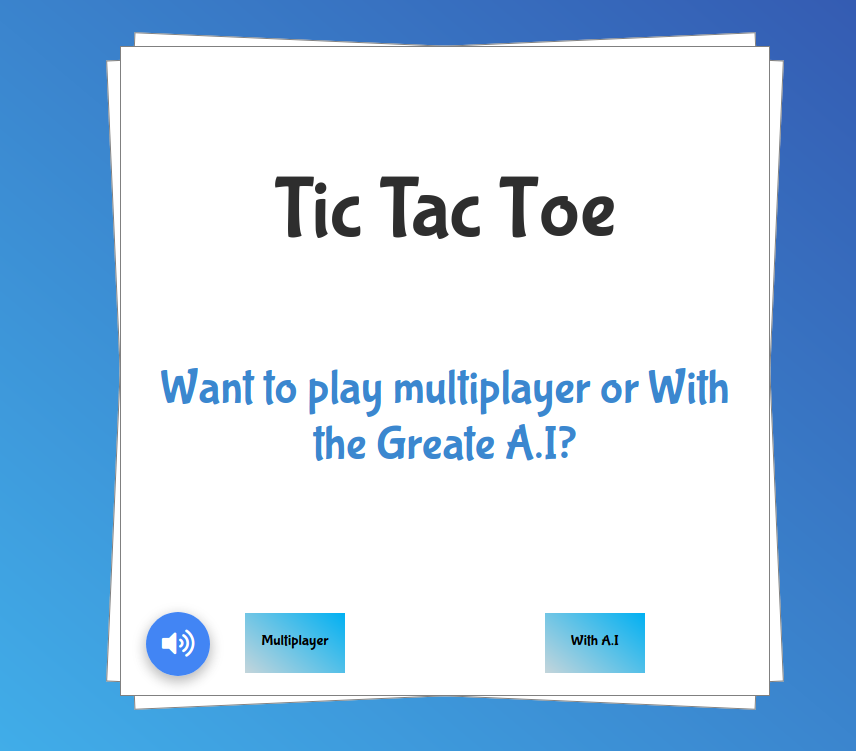 Tic Tac Toe
Want to play multiplayer or With
the Greate A.I?
Multiplayer
With A.I